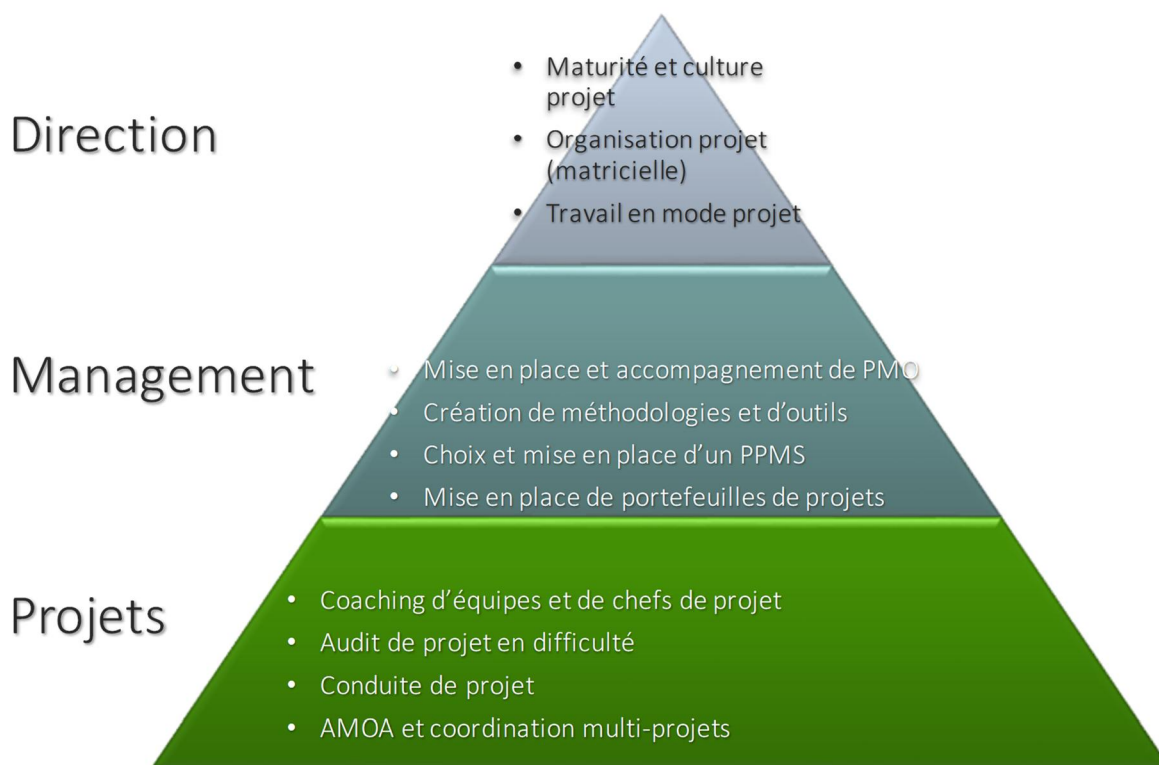 Direction
• Maturité et culture
projet
• Organisation projet
(matricielle)
• Travail en mode projet
Management
• Mise en place et accompagnement de PMO
• Création de méthodologies et d’outils
• Choix et mise en place d’un PPMS
• Mise en place de portefeuilles de projets
Projets
• Coaching d’équipes et de chefs de projet
• Audit de projet en difficulté
• Conduite de projet
• AMOA et coordination multi-projets